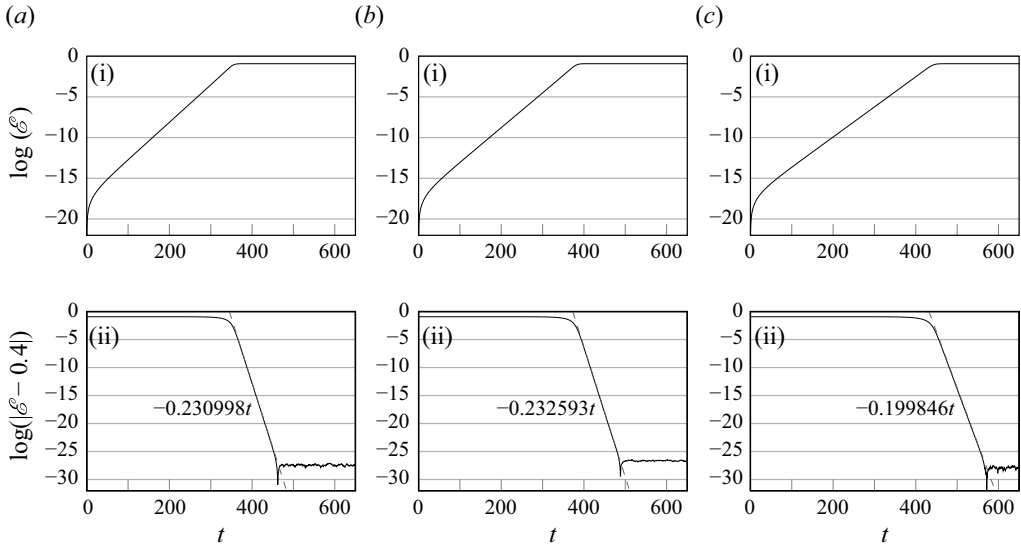 (a) (b) (c)
0 0 0
(i) (i) (i)
−5 −5 −5
log (ℰ)
−10 −10 −10
−15 −15 −15
−20 −20 −20
0 200 400 600 0 200 400 600 0 200 400 600
0 0 0
(ii) (ii) (ii)
−5 −5 −5
−10 −10 −10
log(|ℰ − 0.4|)
−15 −15 −15
−0.230998t −0.232593t −0.199846t
−20 −20 −20
−25 −25 −25
−30 −30 −30
0 200 400 600 0 200 400 600 0 200 400 600
t t t